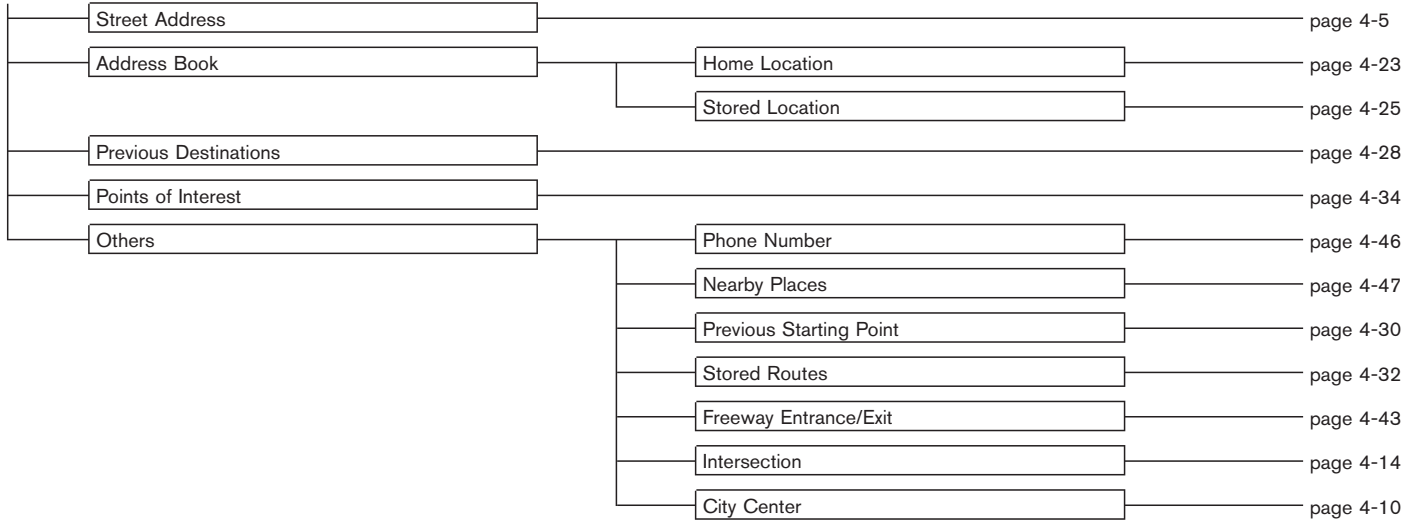 Street Address page 4-5
Address Book Home Location page 4-23
Stored Location page 4-25
Previous Destinations page 4-28
Points of Interest page 4-34
Others Phone Number page 4-46
Nearby Places page 4-47
Previous Starting Point page 4-30
Stored Routes page 4-32
Freeway Entrance/Exit page 4-43
Intersection page 4-14
City Center page 4-10